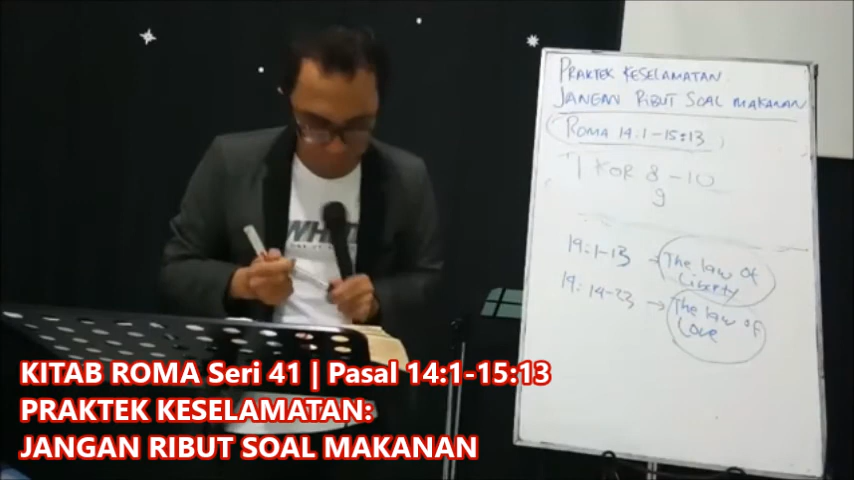 PRAKTEK KESELAMATAN
JANGAN RIBUT SOAL MAKANAN
ROMA 14:1-15:13
1 KOR 8-10
9
14:1-13 → The law of
Liberty
14:14-23 → The law of
Love
KITAB ROMA Seri 41 | Pasal 14:1-15:13
PRAKTEK KESELAMATAN:
JANGAN RIBUT SOAL MAKANAN